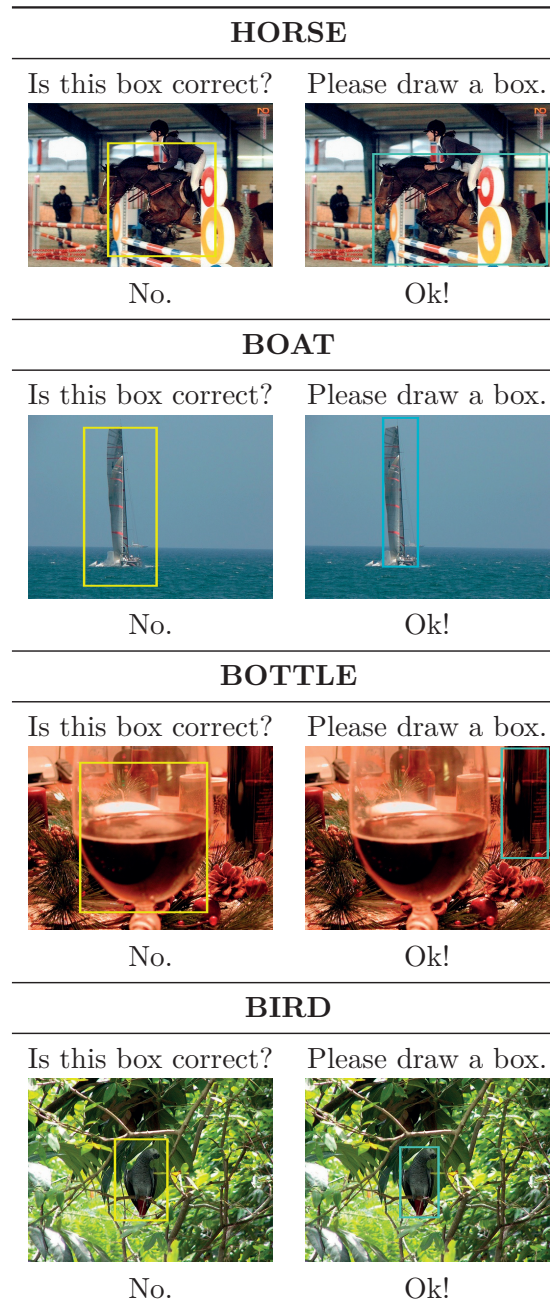 HORSE
Is this box correct? Please draw a box.
No. Ok!
BOAT
Is this box correct? Please draw a box.
No. Ok!
BOTTLE
Is this box correct? Please draw a box.
No. Ok!
BIRD
Is this box correct? Please draw a box.
No. Ok!